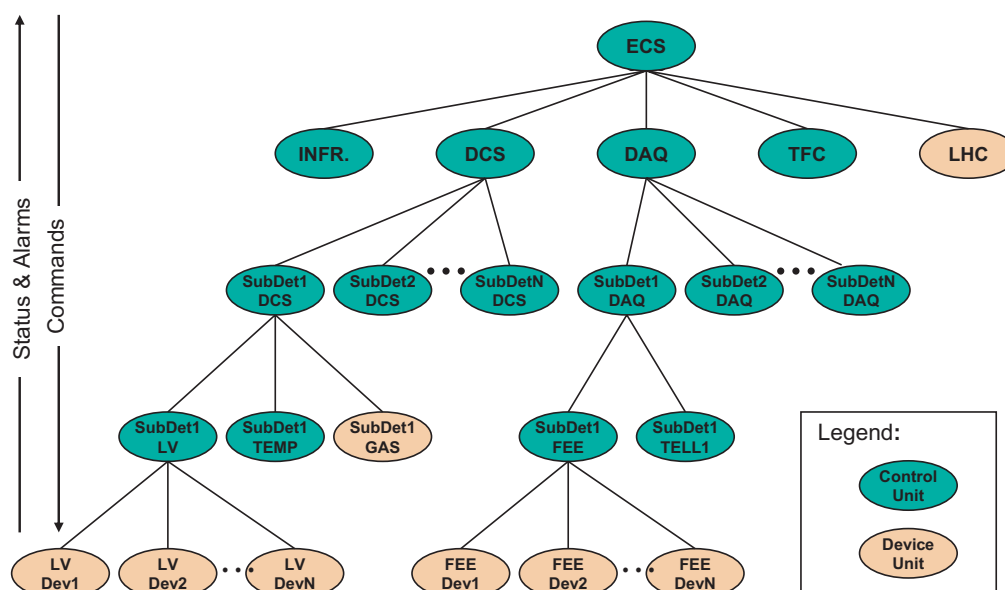 ECS
INFR.
DCS
DAQ
TFC
LHC
Status & Alarms
Commands
SubDet1
DCS
SubDet2
DCS
SubDetN
DCS
SubDet1
DAQ
SubDet2
DAQ
SubDetN
DAQ
SubDet1
LV
SubDet1
TEMP
SubDet1
GAS
SubDet1
FEE
SubDet1
TELL1
LV
Dev1
LV
Dev2
LV
DevN
FEE
Dev1
FEE
Dev2
FEE
DevN
Legend:
Control
Unit
Device
Unit